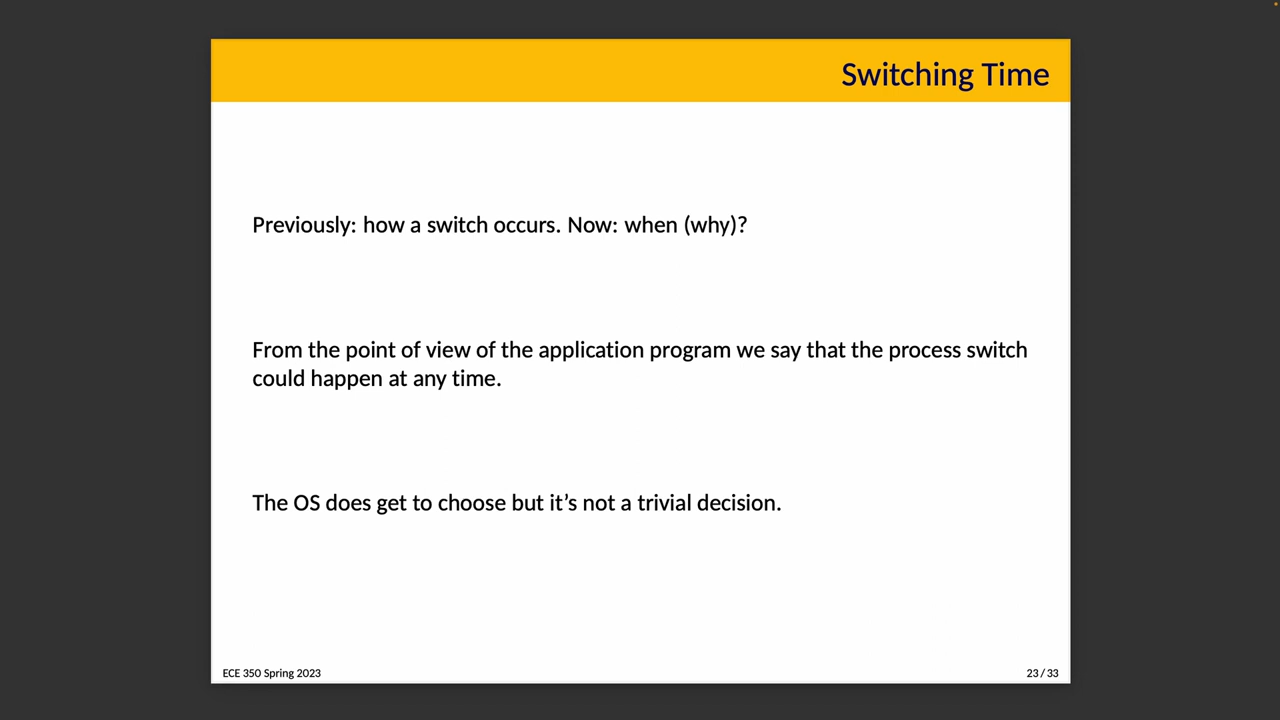 Switching Time
Previously: how a switch occurs. Now: when (why)?
From the point of view of the application program we say that the process switch
could happen at any time.
The OS does get to choose but it’s not a trivial decision.
ECE 350 Spring 2023
23 / 33